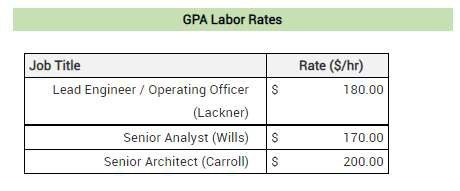 GPA Labor Rates
Job Title Rate ($/hr)
Lead Engineer / Operating Officer $ 180.00
(Lackner)
Senior Analyst (Wills) $ 170.00
Senior Architect (Carroll) $ 200.00